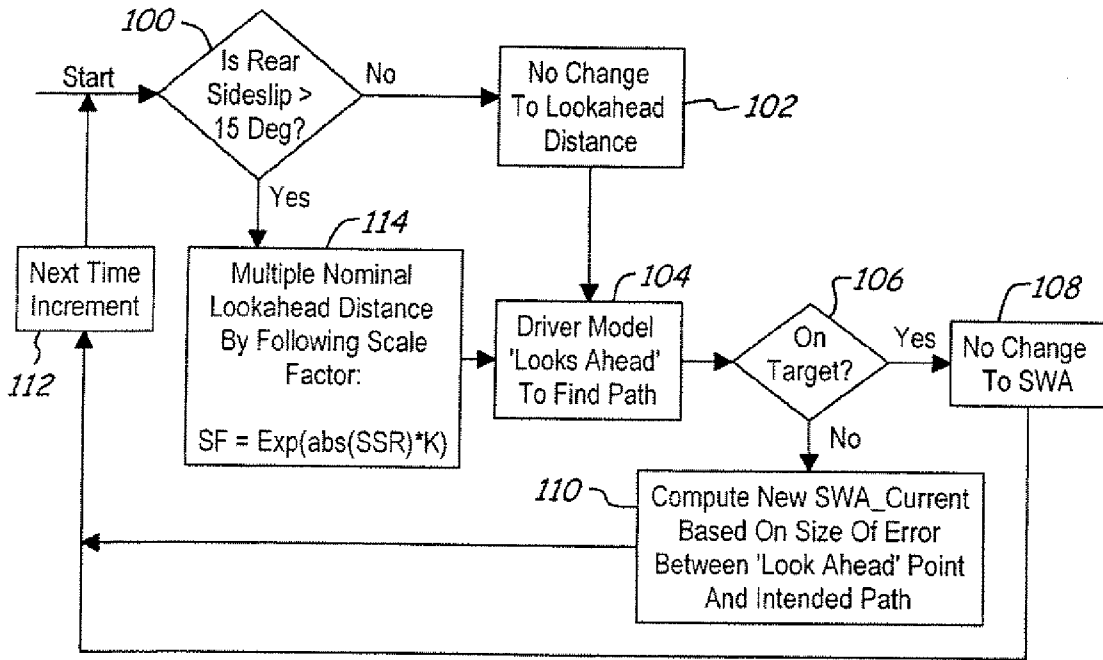 100
Start
Is Rear
Sideslip >
15 Deg?
No
No Change
To Lookahead
Distance
102
Yes
114
Next Time
Increment
112
Multiple Nominal
Lookahead Distance
By Following Scale
Factor:
SF = Exp(abs(SSR)*K)
104
Driver Model
'Looks Ahead'
To Find Path
106
On
Target?
Yes
108
No Change
To SWA
No
110
Compute New SWA_Current
Based On Size Of Error
Between 'Look Ahead' Point
And Intended Path